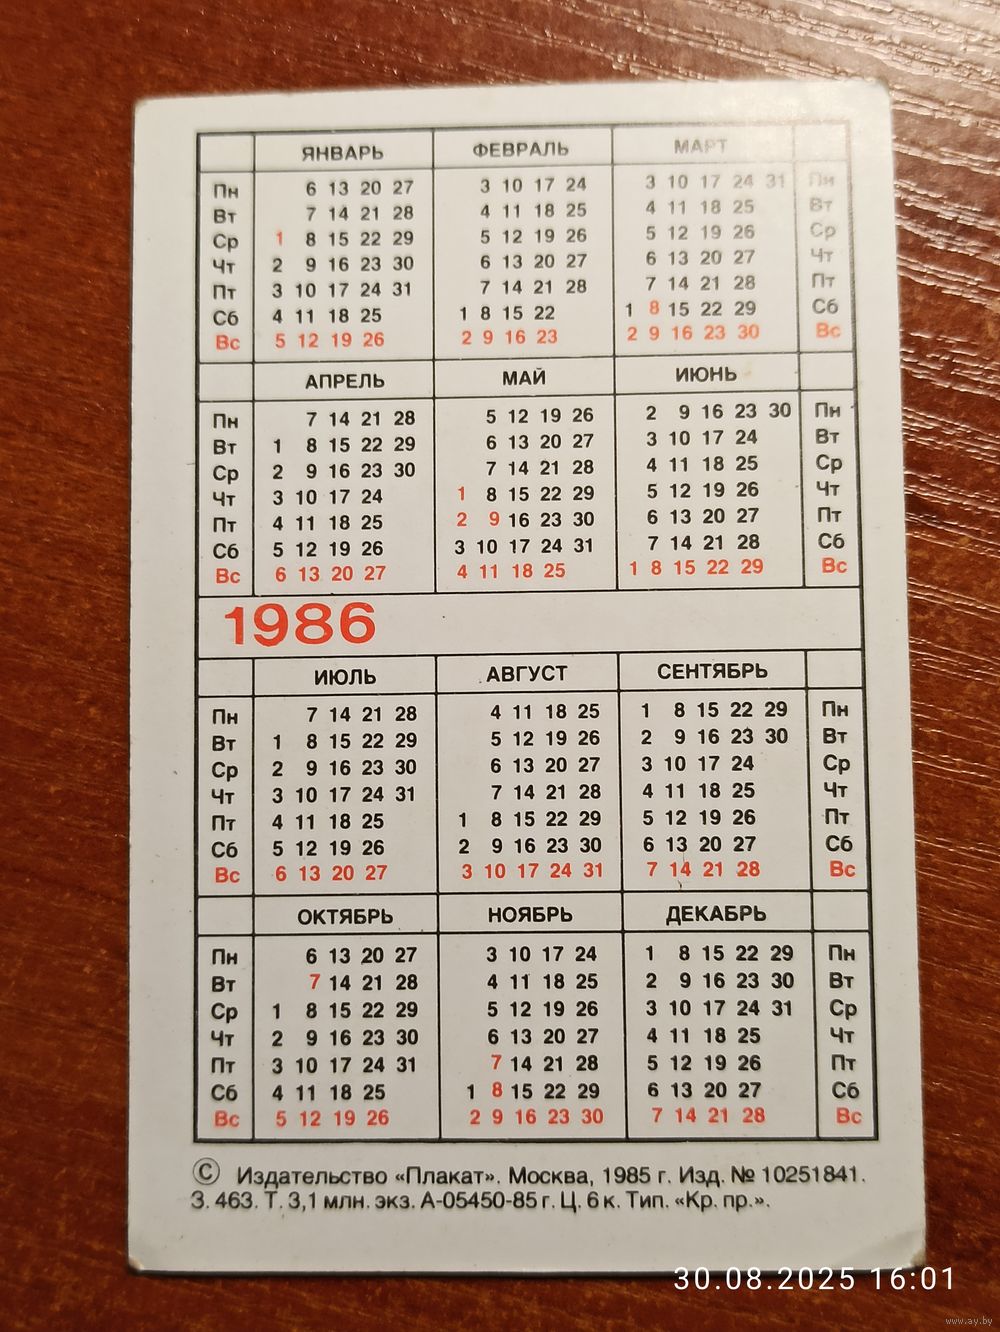 ЯНВАРЬ ФЕВРАЛЬ МАРТ
Пн 6 13 20 27 3 10 17 24 3 10 17 24 31 Пн
Вт 7 14 21 28 4 11 18 25 4 11 18 25 Вт
Ср 1 8 15 22 29 5 12 19 26 5 12 19 26 Ср
Чт 2 9 16 23 30 6 13 20 27 6 13 20 27 Чт
Пт 3 10 17 24 31 7 14 21 28 7 14 21 28 Пт
Сб 4 11 18 25 1 8 15 22 1 8 15 22 29 Сб
Вс 5 12 19 26 2 9 16 23 2 9 16 23 30 Вс
АПРЕЛЬ МАЙ ИЮНЬ
Пн 7 14 21 28 5 12 19 26 2 9 16 23 30 Пн
Вт 1 8 15 22 29 6 13 20 27 3 10 17 24 Вт
Ср 2 9 16 23 30 7 14 21 28 4 11 18 25 Ср
Чт 3 10 17 24 1 8 15 22 29 5 12 19 26 Чт
Пт 4 11 18 25 2 9 16 23 30 6 13 20 27 Пт
Сб 5 12 19 26 3 10 17 24 31 7 14 21 28 Сб
Вс 6 13 20 27 4 11 18 25 1 8 15 22 29 Вс
1986
ИЮЛЬ АВГУСТ СЕНТЯБРЬ
Пн 7 14 21 28 4 11 18 25 1 8 15 22 29 Пн
Вт 1 8 15 22 29 5 12 19 26 2 9 16 23 30 Вт
Ср 2 9 16 23 30 6 13 20 27 3 10 17 24 Ср
Чт 3 10 17 24 31 7 14 21 28 4 11 18 25 Чт
Пт 4 11 18 25 1 8 15 22 29 5 12 19 26 Пт
Сб 5 12 19 26 2 9 16 23 30 6 13 20 27 Сб
Вс 6 13 20 27 3 10 17 24 31 7 14 21 28 Вс
ОКТЯБРЬ НОЯБРЬ ДЕКАБРЬ
Пн 6 13 20 27 3 10 17 24 1 8 15 22 29 Пн
Вт 7 14 21 28 4 11 18 25 2 9 16 23 30 Вт
Ср 1 8 15 22 29 5 12 19 26 3 10 17 24 31 Ср
Чт 2 9 16 23 30 6 13 20 27 4 11 18 25 Чт
Пт 3 10 17 24 31 7 14 21 28 5 12 19 26 Пт
Сб 4 11 18 25 1 8 15 22 29 6 13 20 27 Сб
Вс 5 12 19 26 2 9 16 23 30 7 14 21 28 Вс
© Издательство «Плакат». Москва, 1985 г. Изд. № 10251841.
З. 463. Т. 3,1 млн. экз. А-05450-85 г. Ц. 6 к. Тип. «Кр. пр.».
30.08.2025 16:01
www.ay.by